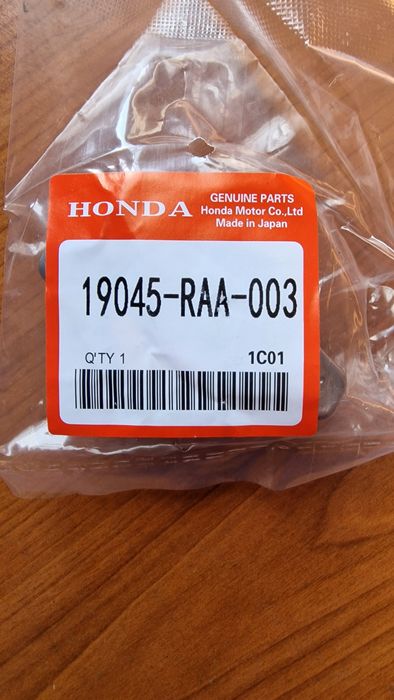 HONDA
GENUINE PARTS
Honda Motor Co.,Ltd
Made in Japan
19045-RAA-003
Q'TY 1 1C01